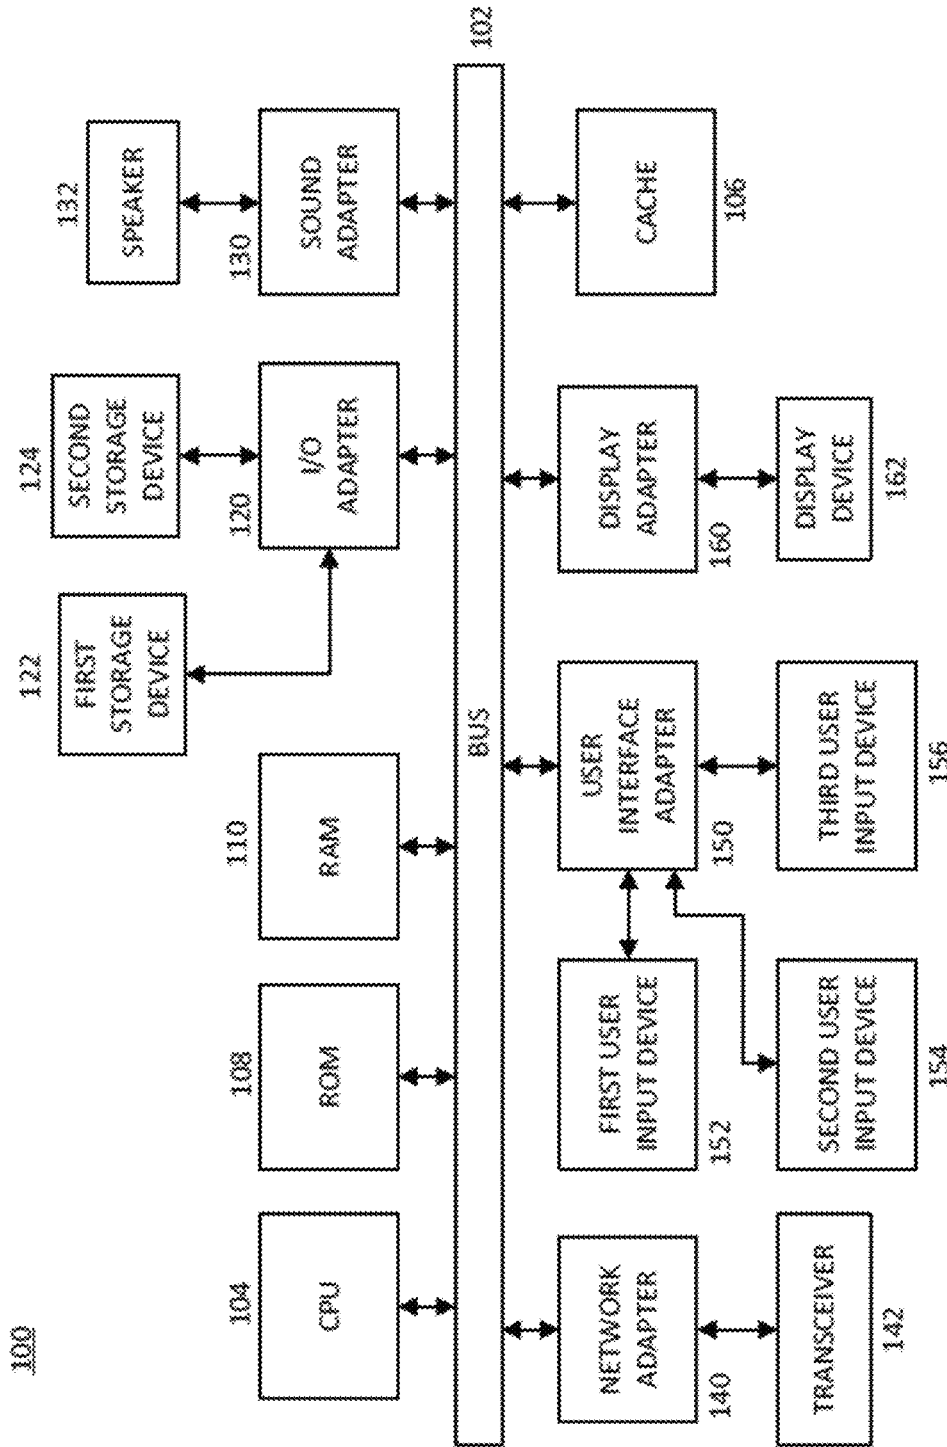 100
104
CPU
108
ROM
110
RAM
122
FIRST
STORAGE
DEVICE
124
SECOND
STORAGE
DEVICE
120
I/O
ADAPTER
132
SPEAKER
130
SOUND
ADAPTER
BUS
102
NETWORK
ADAPTER
140
TRANSCEIVER
142
FIRST USER
INPUT DEVICE
152
SECOND USER
INPUT DEVICE
154
USER
INTERFACE
ADAPTER
150
THIRD USER
INPUT DEVICE
156
DISPLAY
ADAPTER
160
DISPLAY
DEVICE
162
CACHE
106